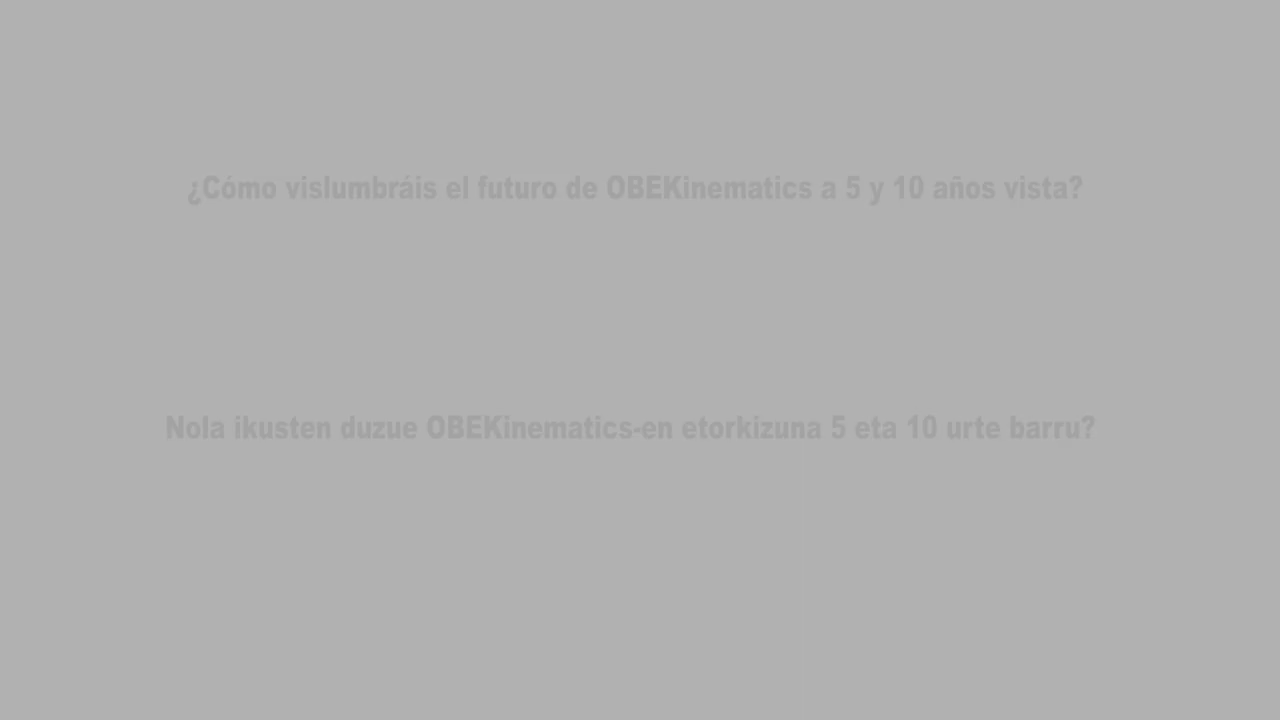 ¿Cómo vislumbráis el futuro de OBEKinematics a 5 y 10 años vista?
Nola ikusten duzue OBEKinematics-en etorkizuna 5 eta 10 urte barru?